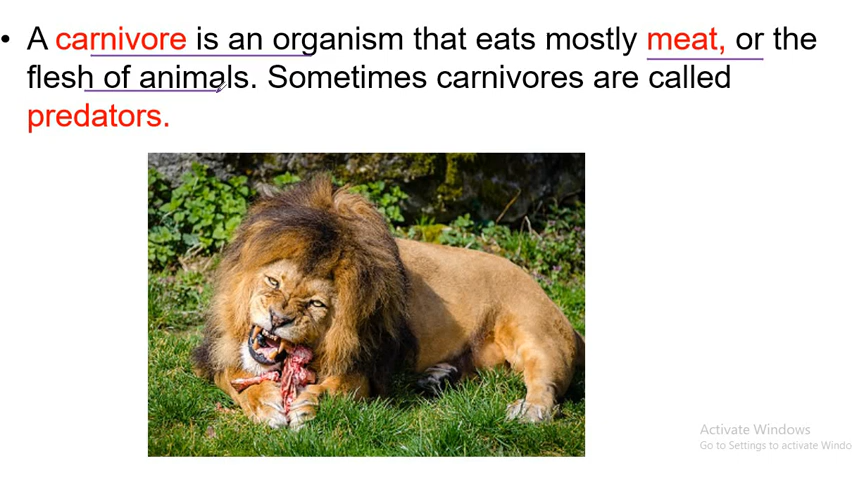 • A carnivore is an organism that eats mostly meat, or the
flesh of animals. Sometimes carnivores are called
predators.
Activate Windows
Go to Settings to activate Windo